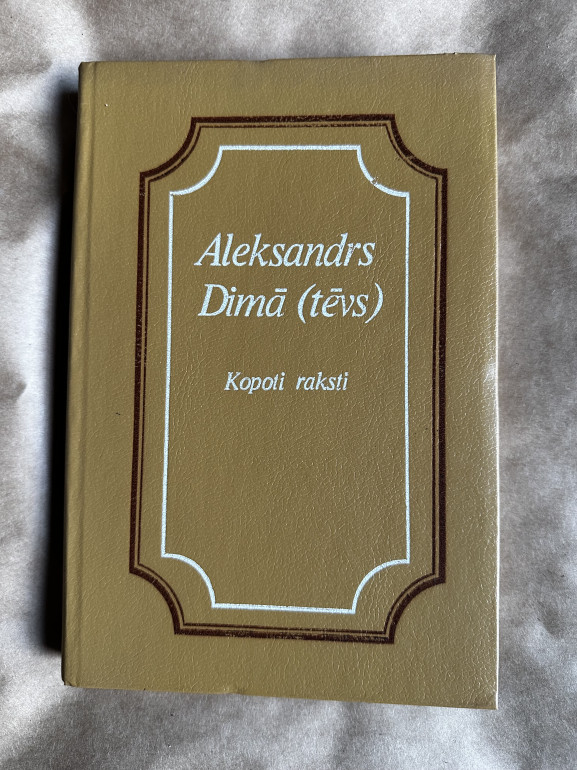 Aleksandrs
Dimā (tēvs)
Kopoti raksti